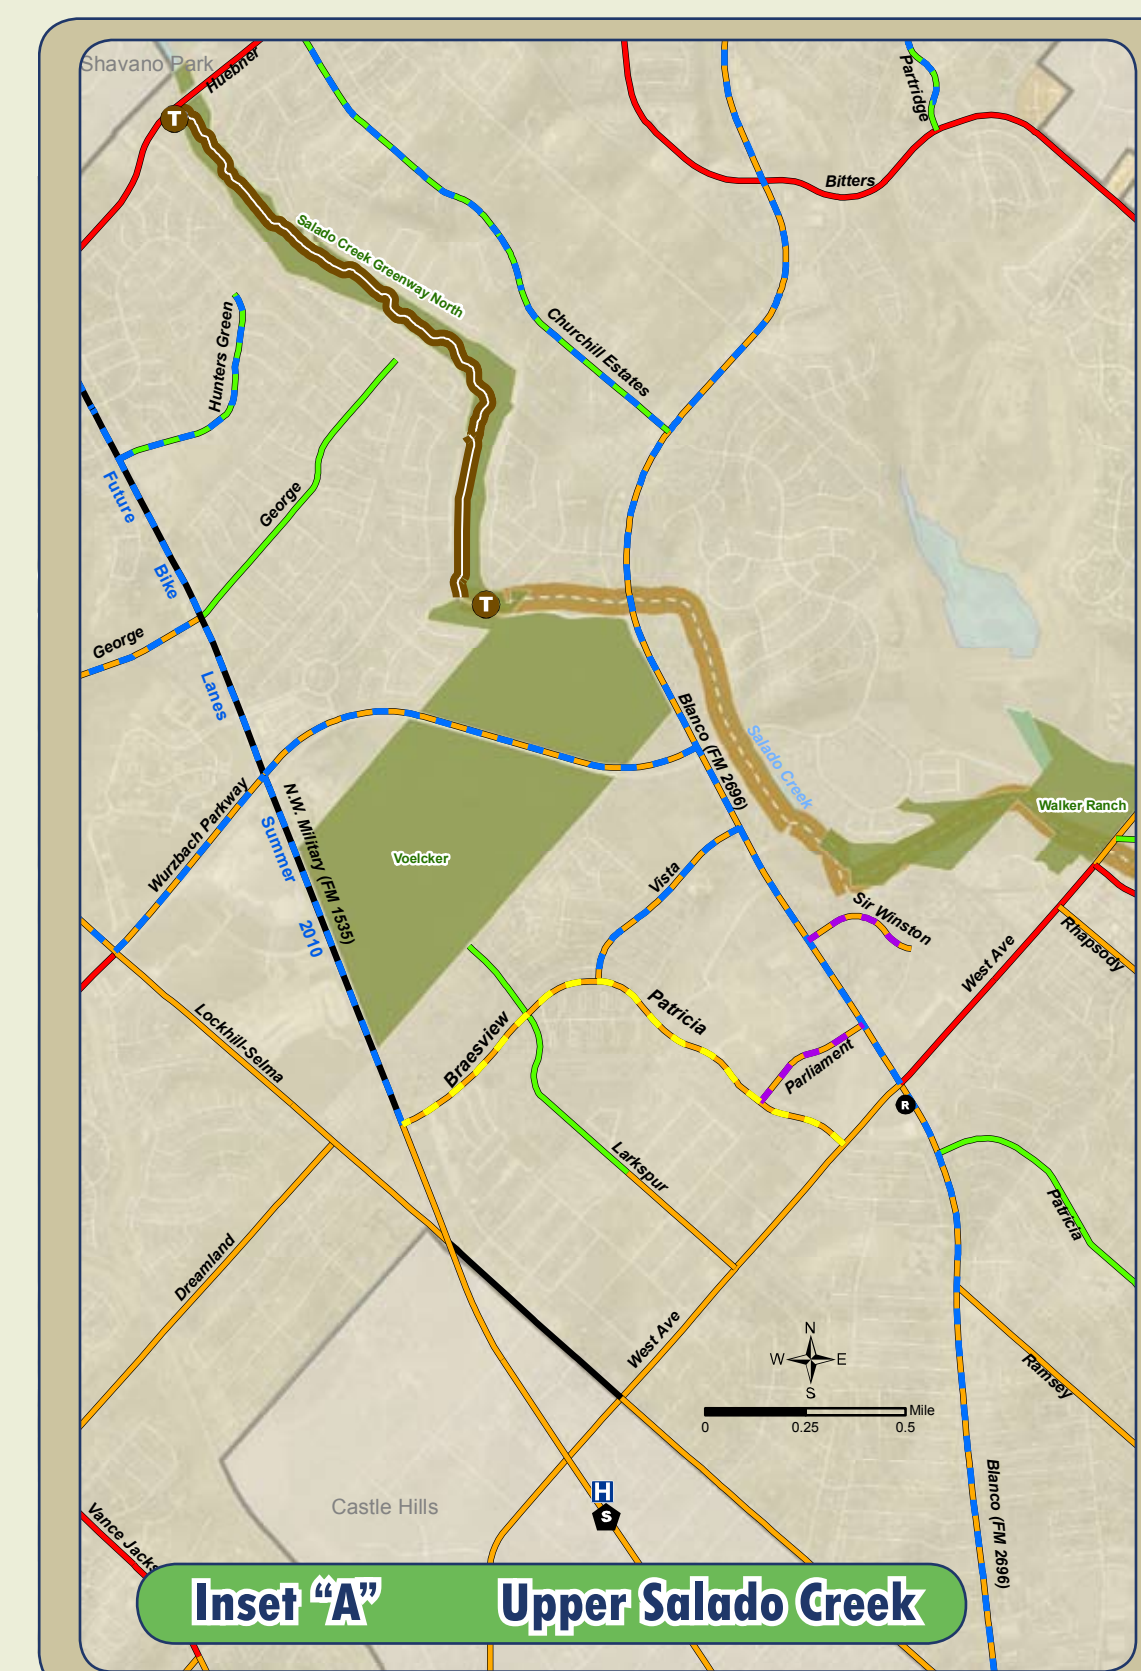 Shavano Park
Huebner
Partridge
T
Bitters
Salado Creek Greenway North
Hunters Green
Churchill Estates
Future
George
Bike
T
George
Lanes
Blanco (FM 2696)
Salado Creek
Wurzbach Parkway
N.W. Military (FM 1535)
Walker Ranch
Summer
Voelcker
Vista
2010
Sir Winston
Rhapsody
West Ave
Lockhill-Selma
Braesview
Patricia
Parliament
R
Larkspur
Patricia
Dreamland
West Ave
N
W E
S
Ramsey
Mile
0 0.25 0.5
H
S
Castle Hills
Blanco (FM 2696)
Vance Jacks
Inset “A” Upper Salado Creek